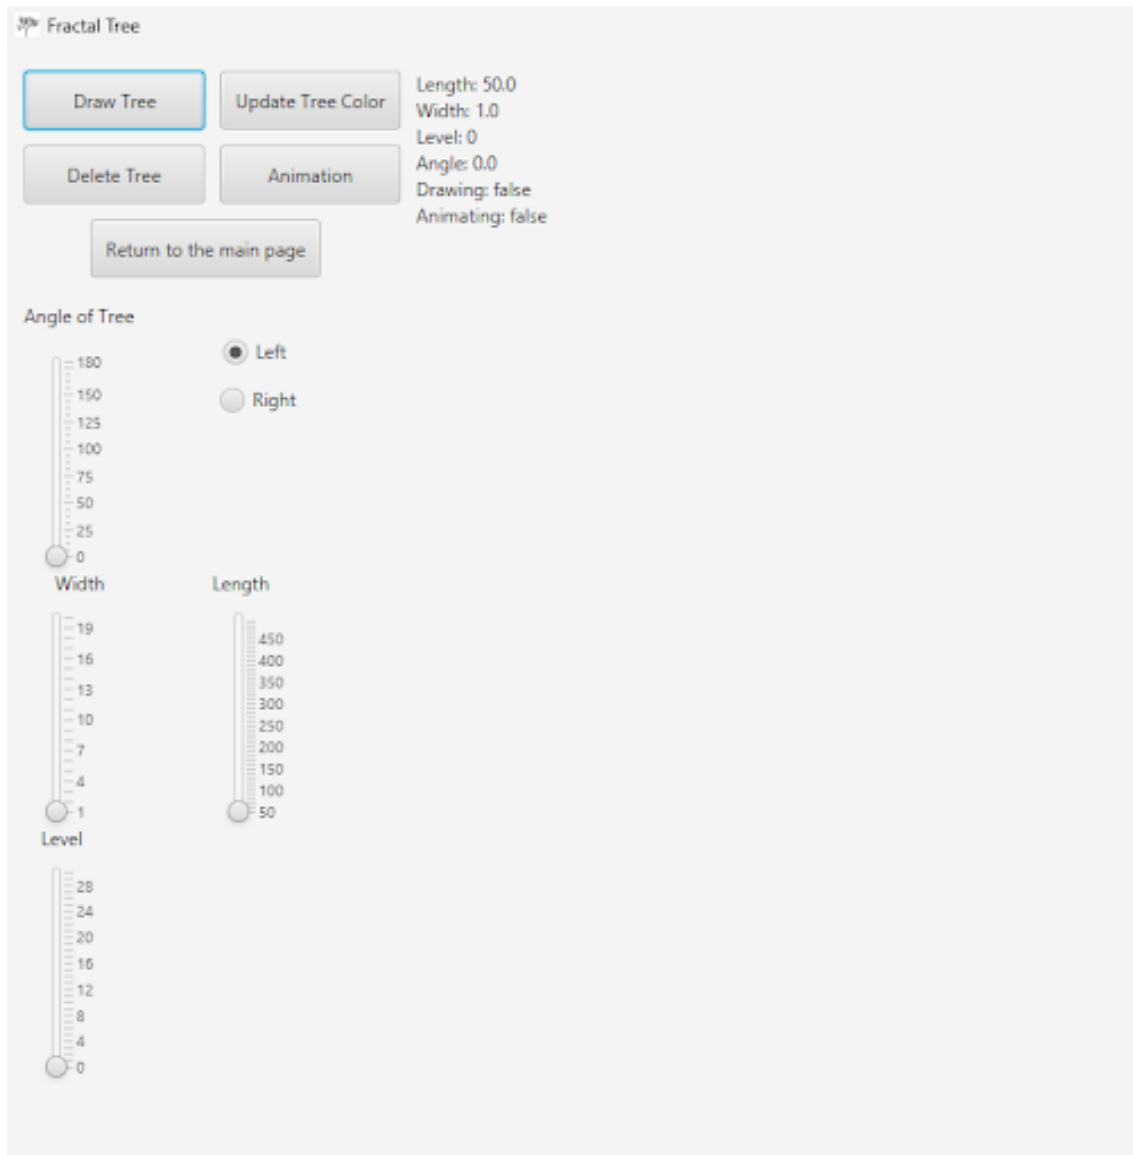 Fractal Tree
Draw Tree
Update Tree Color
Delete Tree
Animation
Return to the main page
Length: 50.0
Width: 1.0
Level: 0
Angle: 0.0
Drawing: false
Animating: false
Angle of Tree
180
150
125
100
75
50
25
0
Left
Right
Width
19
16
13
10
7
4
1
Length
450
400
350
300
250
200
150
100
50
Level
28
24
20
16
12
8
4
0